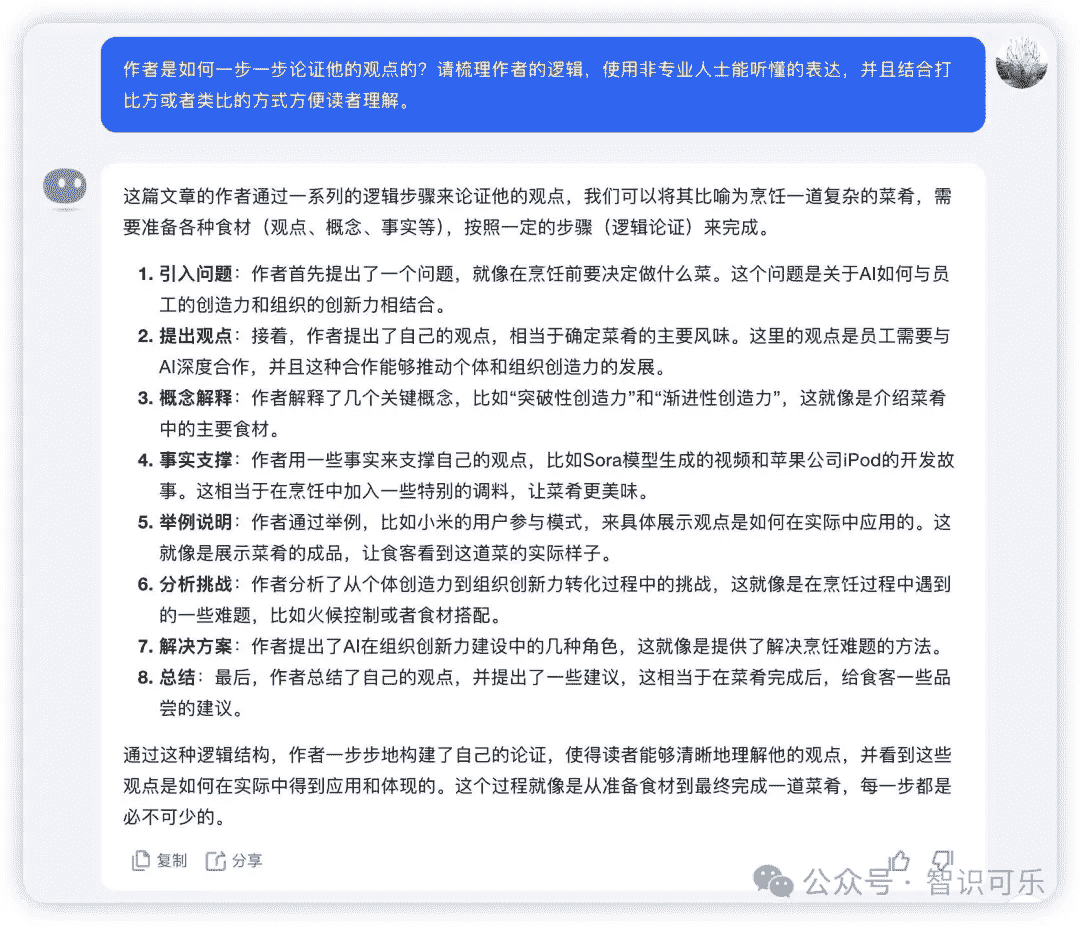 作者是如何一步一步论证他的观点的？请梳理作者的逻辑，使用非专业人士能听懂的表达，并且结合打
比方或者类比的方式方便读者理解。
这篇文章的作者通过一系列的逻辑步骤来论证他的观点，我们可以将其比喻为烹饪一道复杂的菜肴，需
要准备各种食材（观点、概念、事实等），按照一定的步骤（逻辑论证）来完成。
1. 引入问题：作者首先提出了一个问题，就像在烹饪前要决定做什么菜。这个问题是关于AI如何与员
工的创造力和组织的创新力相结合。
2. 提出观点：接着，作者提出了自己的观点，相当于确定菜肴的主要风味。这里的观点是员工需要与
AI深度合作，并且这种合作能够推动个体和组织创造力的发展。
3. 概念解释：作者解释了几个关键概念，比如“突破性创造力”和“渐进性创造力”，这就像是介绍菜肴
中的主要食材。
4. 事实支撑：作者用一些事实来支撑自己的观点，比如Sora模型生成的视频和苹果公司iPod的开发故
事。这相当于在烹饪中加入一些特别的调料，让菜肴更美味。
5. 举例说明：作者通过举例，比如小米的用户参与模式，来具体展示观点是如何在实际中应用的。这
就像是展示菜肴的成品，让食客看到这道菜的实际样子。
6. 分析挑战：作者分析了从个体创造力到组织创新力转化过程中的挑战，这就像是在烹饪过程中遇到
的一些难题，比如火候控制或者食材搭配。
7. 解决方案：作者提出了AI在组织创新力建设中的几种角色，这就像是提供了解决烹饪难题的方法。
8. 总结：最后，作者总结了自己的观点，并提出了一些建议，这相当于在菜肴完成后，给食客一些品
尝的建议。
通过这种逻辑结构，作者一步步地构建了自己的论证，使得读者能够清晰地理解他的观点，并看到这些
观点是如何在实际中得到应用和体现的。这个过程就像是从准备食材到最终完成一道菜肴，每一步都是
必不可少的。
复制 分享
公众号 · 智识可乐